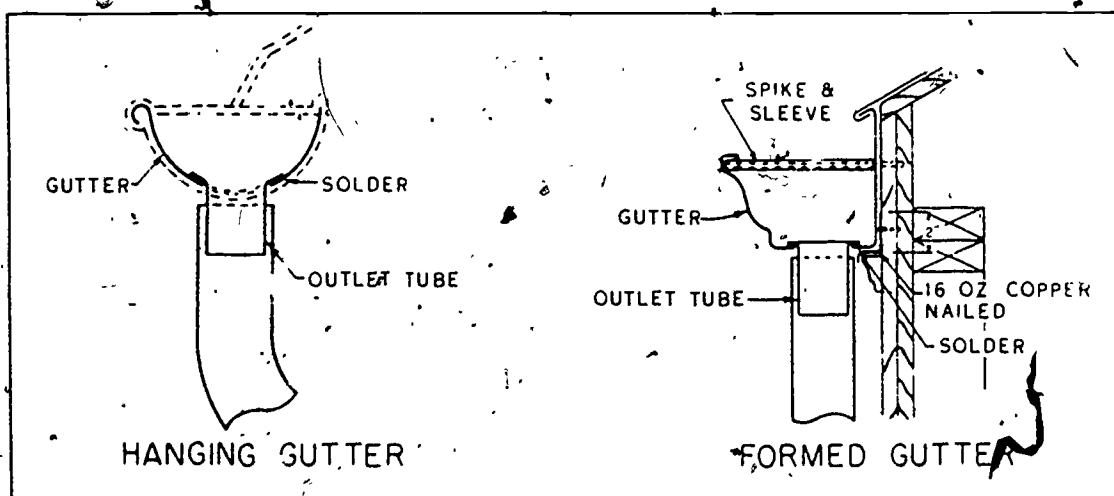 GUTTER
SOLDER
OUTLET TUBE
HANGING GUTTER
SPIKE &
SLEEVE
GUTTER
2"
OUTLET TUBE
16 OZ COPPER
NAILED
SOLDER
FORMED GUTTER